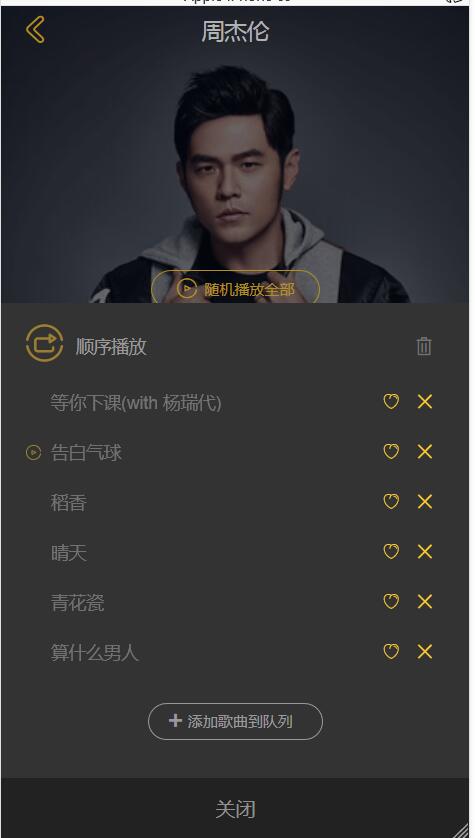 周杰伦
随机播放全部
顺序播放
等你下课(with 杨瑞代)
告白气球
稻香
晴天
青花瓷
算什么男人
添加歌曲到队列
关闭